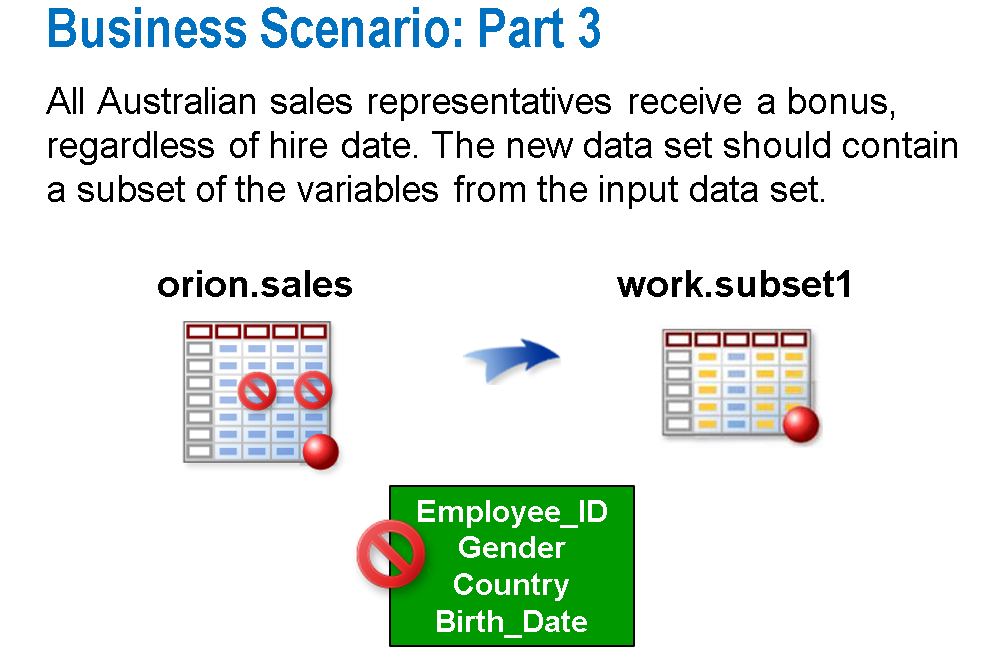 Business Scenario: Part 3
All Australian sales representatives receive a bonus,
regardless of hire date. The new data set should contain
a subset of the variables from the input data set.
orion.sales
work.subset1
Employee_ID
Gender
Country
Birth_Date